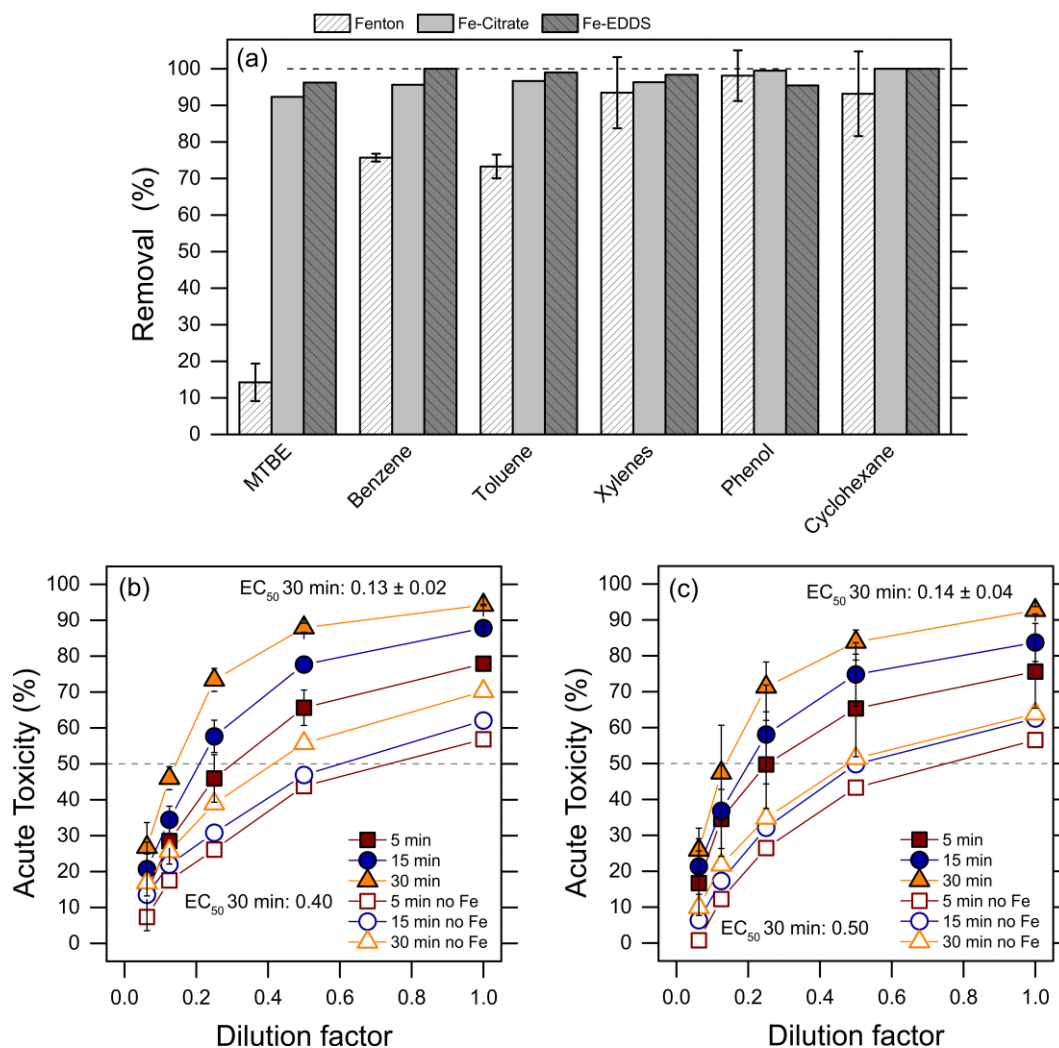 Fenton Fe-Citrate Fe-EDDS
(a)
100
90
80
70
60
50
40
30
20
10
0
Removal (%)
MTBE
Benzene
Toluene
Xylenes
Phenol
Cyclohexane
(b)
EC50 30 min: 0.13 ± 0.02
100
90
80
70
60
50
40
30
20
10
0
Acute Toxicity (%)
EC50 30 min: 0.40
5 min
15 min
30 min
5 min no Fe
15 min no Fe
30 min no Fe
0.0 0.2 0.4 0.6 0.8 1.0
Dilution factor
(c)
EC50 30 min: 0.14 ± 0.04
100
90
80
70
60
50
40
30
20
10
0
Acute Toxicity (%)
EC50 30 min: 0.50
5 min
15 min
30 min
5 min no Fe
15 min no Fe
30 min no Fe
0.0 0.2 0.4 0.6 0.8 1.0
Dilution factor